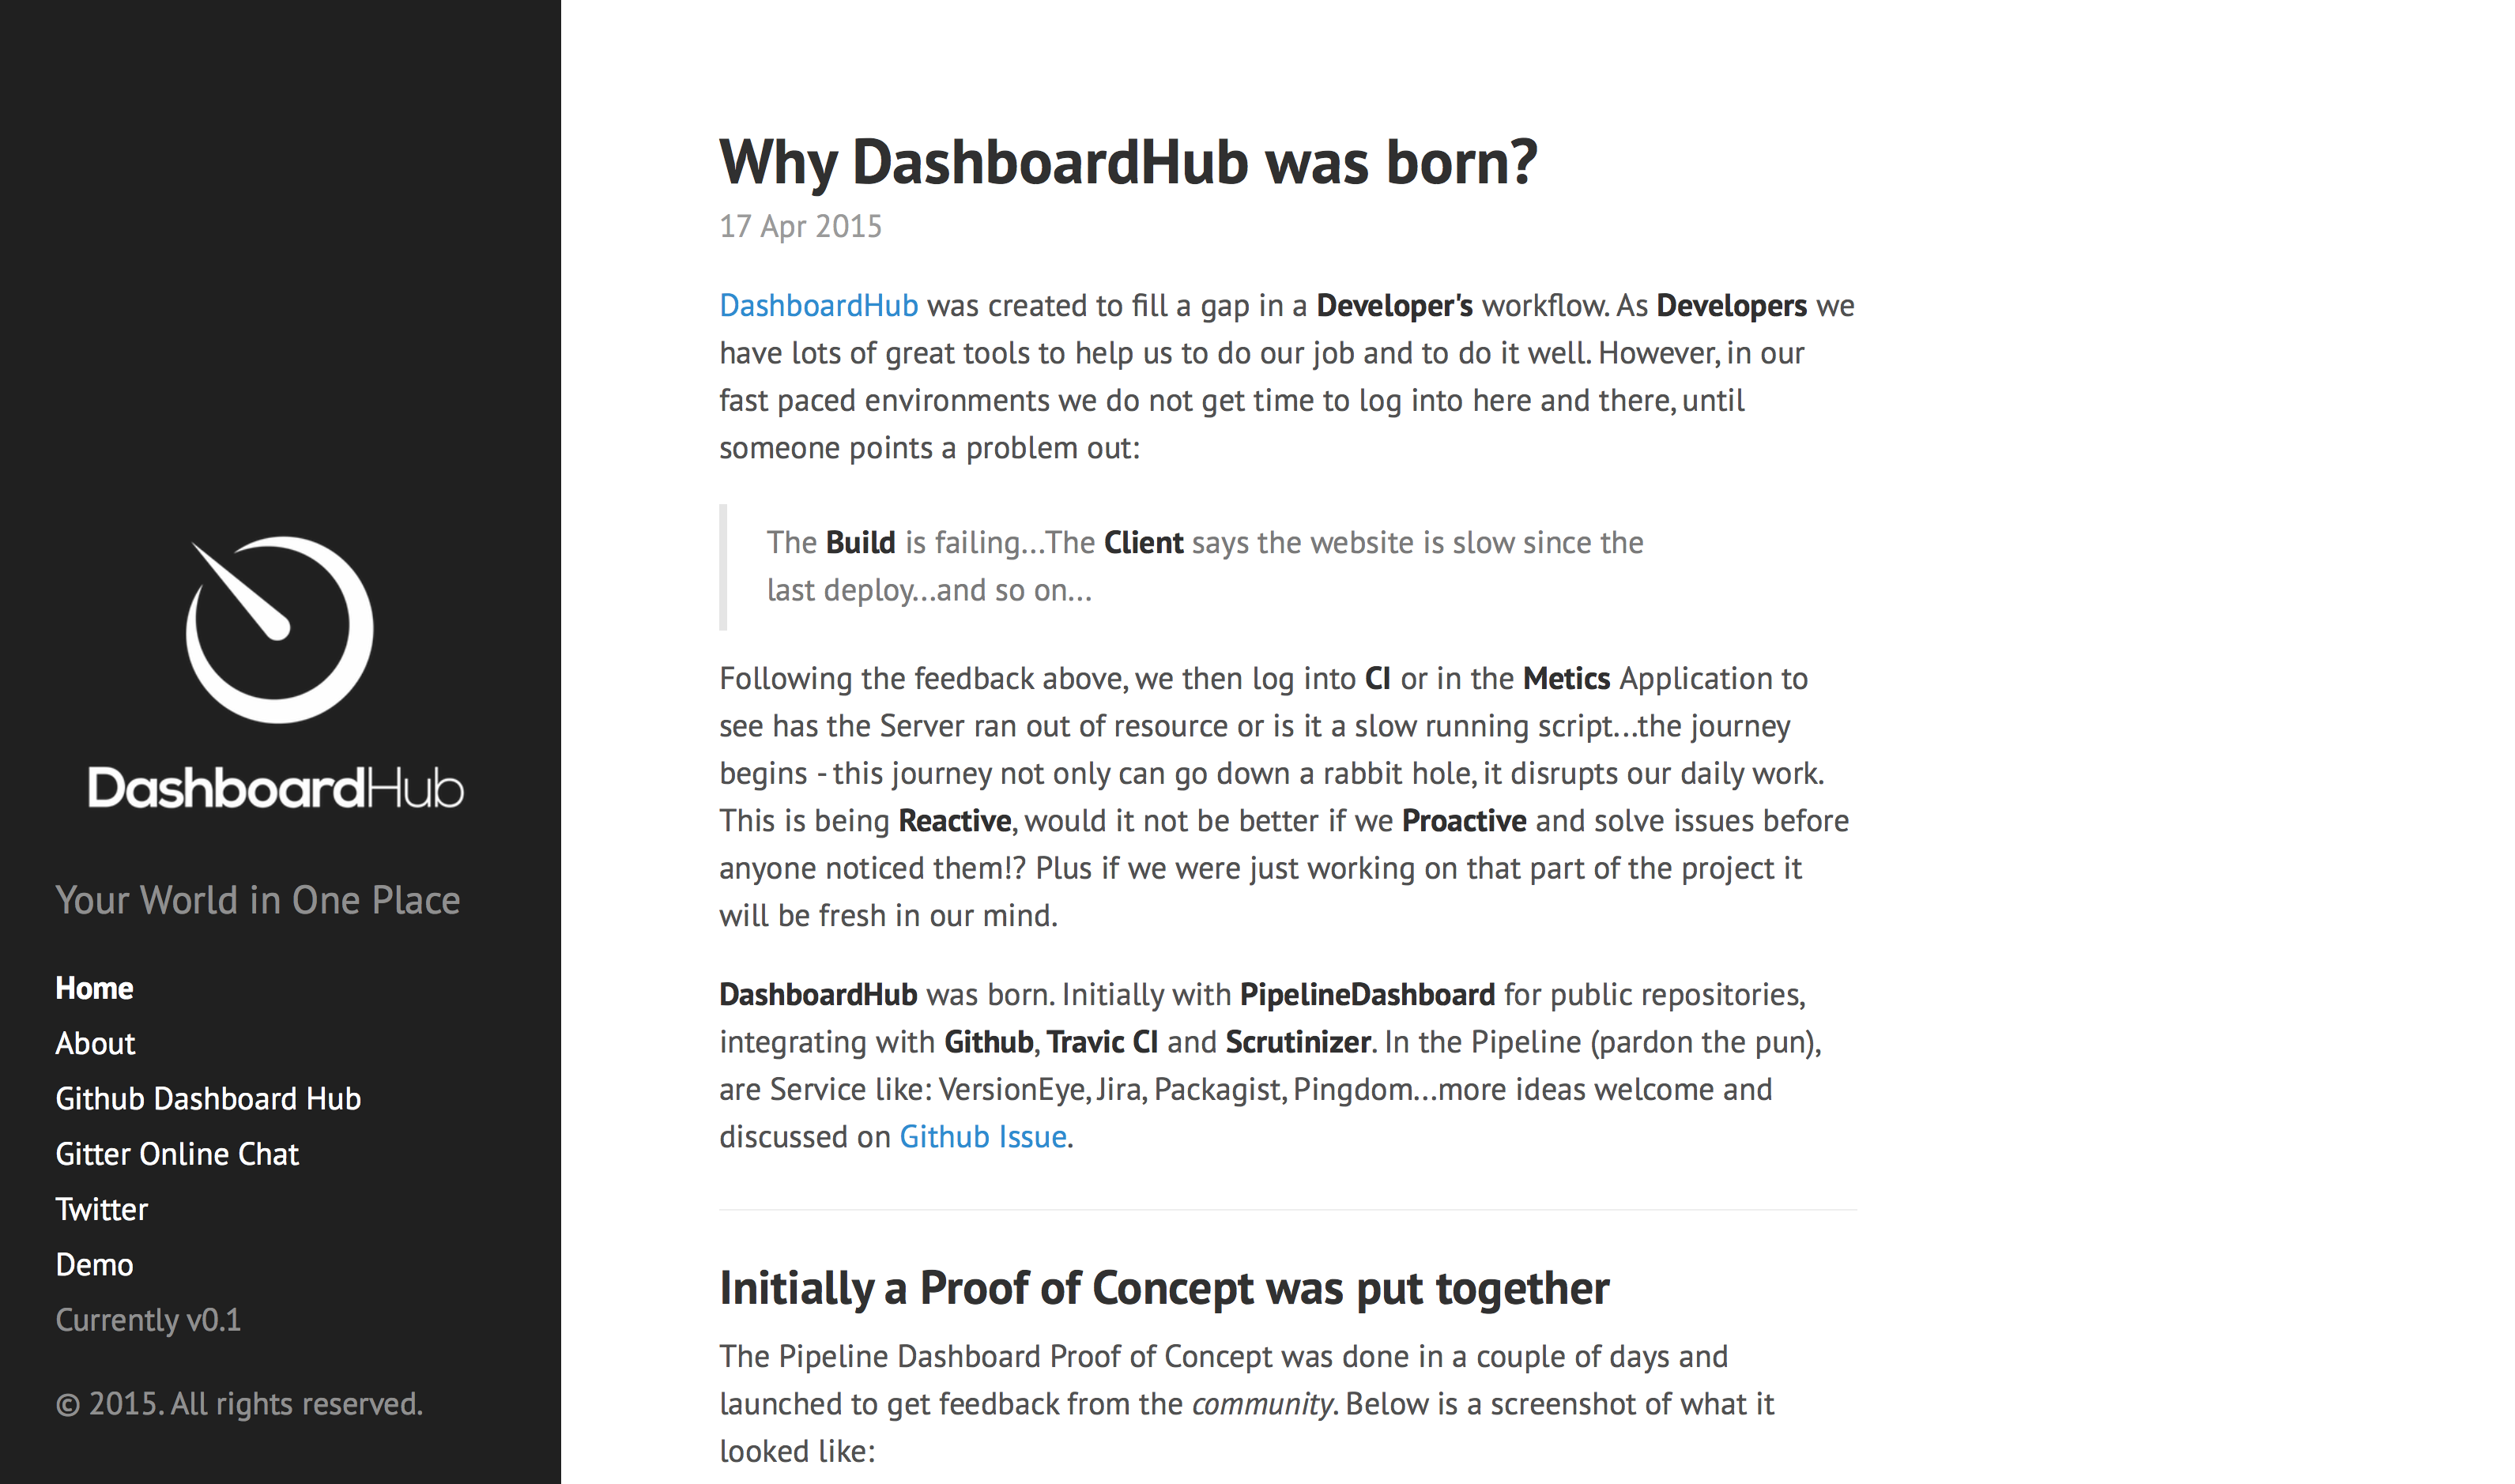 DashboardHub
Your World in One Place
Home
About
Github Dashboard Hub
Gitter Online Chat
Twitter
Demo
Currently v0.1
© 2015. All rights reserved.
Why DashboardHub was born?
17 Apr 2015
DashboardHub was created to fill a gap in a Developer's workflow. As Developers we
have lots of great tools to help us to do our job and to do it well. However, in our
fast paced environments we do not get time to log into here and there, until
someone points a problem out:
The Build is failing...The Client says the website is slow since the
last deploy...and so on...
Following the feedback above, we then log into CI or in the Metics Application to
see has the Server ran out of resource or is it a slow running script...the journey
begins - this journey not only can go down a rabbit hole, it disrupts our daily work.
This is being Reactive, would it not be better if we Proactive and solve issues before
anyone noticed them!? Plus if we were just working on that part of the project it
will be fresh in our mind.
DashboardHub was born. Initially with PipelineDashboard for public repositories,
integrating with Github, Travic CI and Scrutinizer. In the Pipeline (pardon the pun),
are Service like: VersionEye, Jira, Packagist, Pingdom...more ideas welcome and
discussed on Github Issue.
Initially a Proof of Concept was put together
The Pipeline Dashboard Proof of Concept was done in a couple of days and
launched to get feedback from the community. Below is a screenshot of what it
looked like: